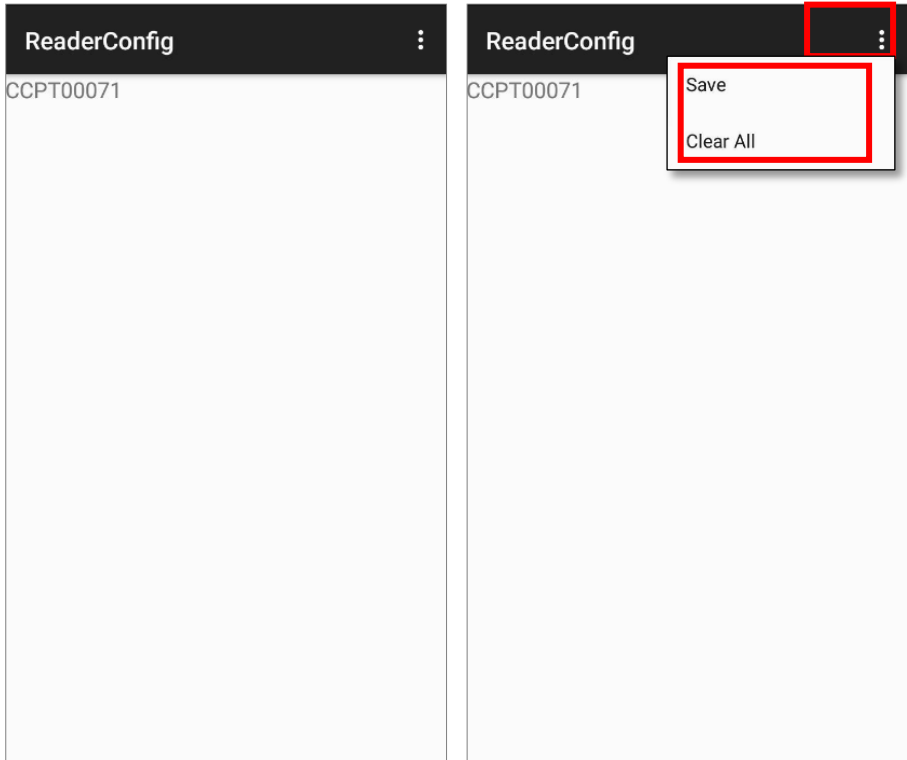 ReaderConfig
CCPT00071
ReaderConfig
CCPT00071
Save
Clear All